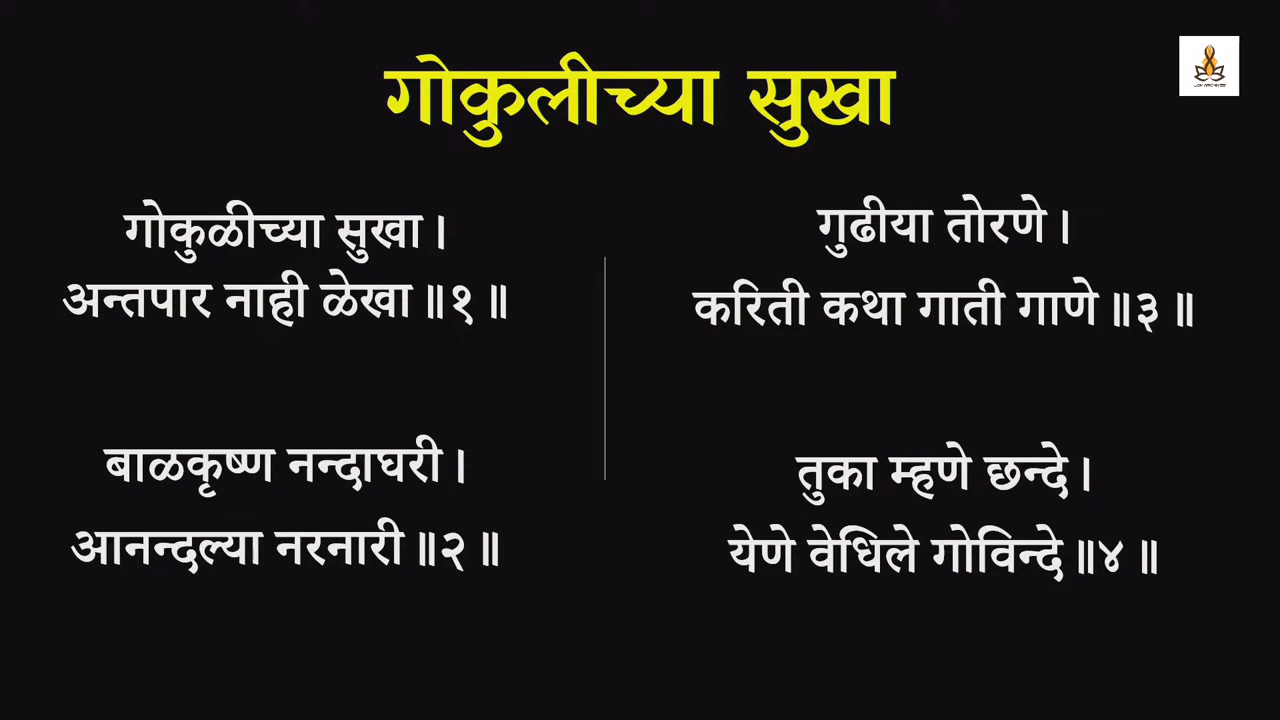 गोकुलीच्या सुखा
गोकुळीच्या सुखा ।
अन्तपार नाही ळेखा ॥१ ॥
बाळकृष्ण नन्दाघरी ।
आनन्दल्या नरनारी ॥२ ॥
गुढीया तोरणे ।
करिती कथा गाती गाणे ॥३ ॥
तुका म्हणे छन्दे ।
येणे वेधिले गोविन्दे ॥४ ॥